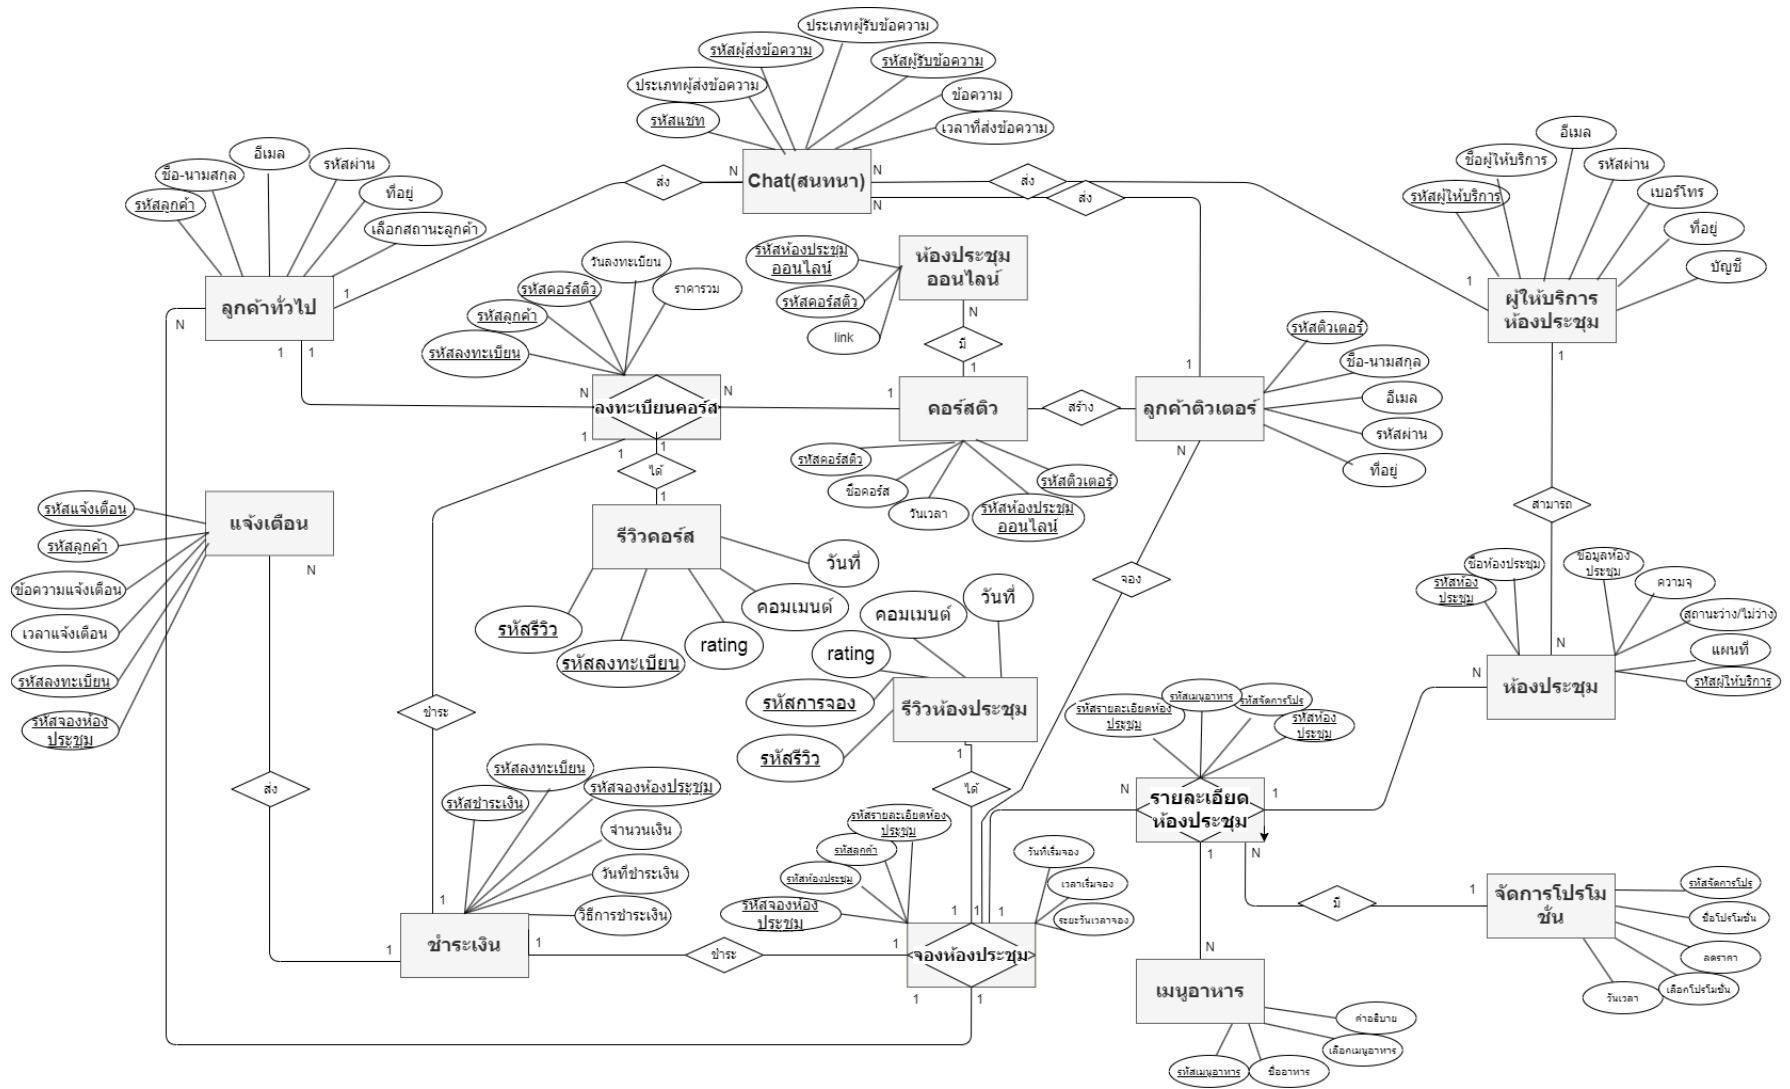 ประเภทผู้รับข้อความ
รหัสผู้ส่งข้อความ
รหัสผู้รับข้อความ
ประเภทผู้ส่งข้อความ
ข้อความ
รหัสแชท
เวลาที่ส่งข้อความ
Chat(สนทนา)
N
N
N
ส่ง
ส่ง
ส่ง
อีเมล
ชื่อ-นามสกุล
รหัสผ่าน
ที่อยู่
รหัสลูกค้า
เลือกสถานะลูกค้า
ลูกค้าทั่วไป
1
N
1
1
อีเมล
ชื่อผู้ให้บริการ
รหัสผ่าน
รหัสผู้ให้บริการ
เบอร์โทร
ที่อยู่
บัญชี
ผู้ให้บริการ
ห้องประชุม
1
1
วันลงทะเบียน
รหัสคอร์สติว
ราคารวม
รหัสลูกค้า
รหัสลงทะเบียน
ลงทะเบียนคอร์ส
N
N
1
1
1
ได้
1
รหัสห้องประชุม
ออนไลน์
รหัสคอร์สติว
link
ห้องประชุม
ออนไลน์
N
มี
1
1
คอร์สติว
1
สร้าง
1
รหัสคอร์สติว
ชื่อคอร์ส
วันเวลา
รหัสห้องประชุม
ออนไลน์
รหัสติวเตอร์
1
ลูกค้าติวเตอร์
รหัสติวเตอร์
ชื่อ-นามสกุล
อีเมล
รหัสผ่าน
ที่อยู่
N
จอง
สามารถ
N
แจ้งเตือน
รหัสแจ้งเตือน
รหัสลูกค้า
ข้อความแจ้งเตือน
เวลาแจ้งเตือน
รหัสลงทะเบียน
รหัสจองห้อง
ประชุม
N
ส่ง
1
รีวิวคอร์ส
วันที่
คอมเมนต์
rating
รหัสลงทะเบียน
รหัสรีวิว
ชำระ
1
วันที่
คอมเมนต์
rating
รหัสการจอง
รหัสรีวิว
รีวิวห้องประชุม
1
ได้
ชื่อห้องประชุม
รหัสห้อง
ประชุม
ข้อมูลห้อง
ประชุม
ความจุ
สถานะว่าง/ไม่ว่าง
แผนที่
รหัสผู้ให้บริการ
ห้องประชุม
N
รหัสเมนูอาหาร
รหัสจัดการโปร
รหัสรายละเอียดห้อง
ประชุม
รหัสห้อง
ประชุม
รายละเอียด
ห้องประชุม
N
1
1
N
รหัสลงทะเบียน
รหัสจองห้องประชุม
รหัสชำระเงิน
จำนวนเงิน
วันที่ชำระเงิน
วิธีการชำระเงิน
ชำระเงิน
1
ชำระ
1
รหัสรายละเอียดห้อง
ประชุม
รหัสลูกค้า
รหัสห้องประชุม
รหัสจองห้อง
ประชุม
วันที่เริ่มจอง
เวลาเริ่มจอง
ระยะวันเวลาจอง
1
1
1
จองห้องประชุม
1
1
มี
1
จัดการโปรโม
ชั่น
รหัสจัดการโปร
ชื่อโปรโมชั่น
ลดราคา
เลือกโปรโมชั่น
วันเวลา
N
เมนูอาหาร
คำอธิบาย
เลือกเมนูอาหาร
รหัสเมนูอาหาร
ชื่ออาหาร